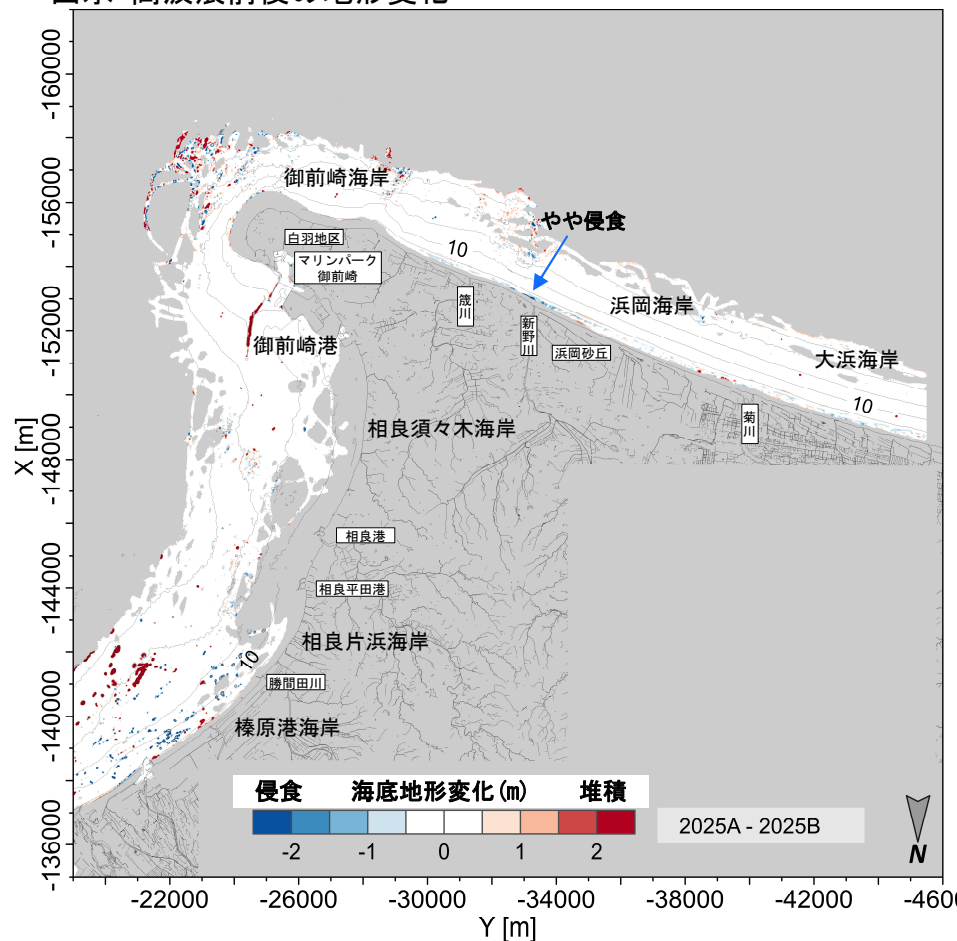 -160000
-156000
-152000
-148000
-144000
-140000
-136000
X [m]
御前崎海岸
白羽地区
マリンパーク
御前崎
御前崎港
やや侵食
10
筬川
新野川
浜岡砂丘
浜岡海岸
大浜海岸
10
菊川
相良須々木海岸
相良港
相良平田港
相良片浜海岸
10
勝間田川
榛原港海岸
侵食 海底地形変化(m) 堆積
-2 -1 0 1 2
2025A - 2025B
N
-22000 -26000 -30000 -34000 -38000 -42000
Y [m]